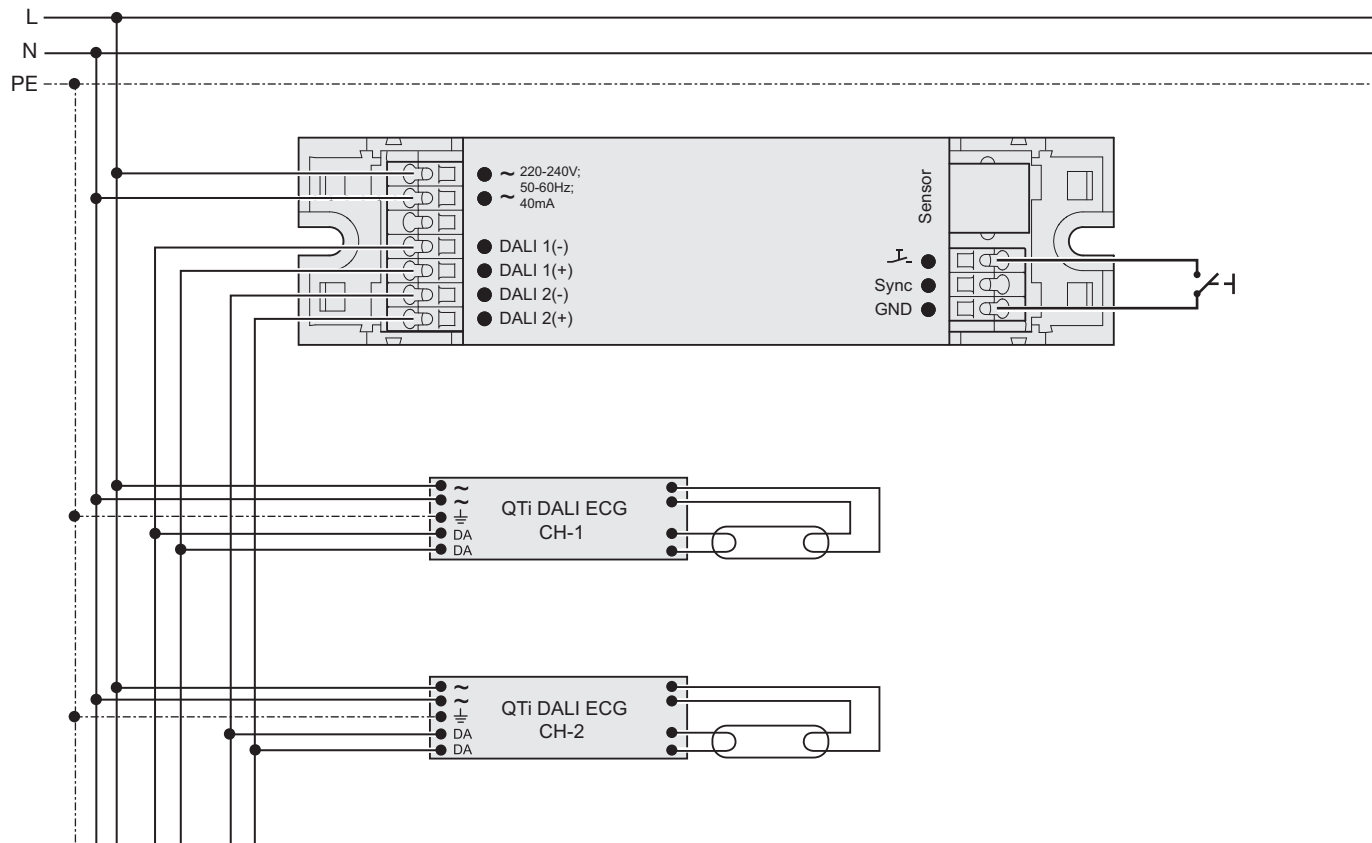 L
N
PE
~ 220-240V;
~ 50-60Hz;
40mA
DALI 1(-)
DALI 1(+)
DALI 2(-)
DALI 2(+)
Sensor
Sync
GND
~
~
DA
DA
QTi DALI ECG
CH-1
~
~
DA
DA
QTi DALI ECG
CH-2